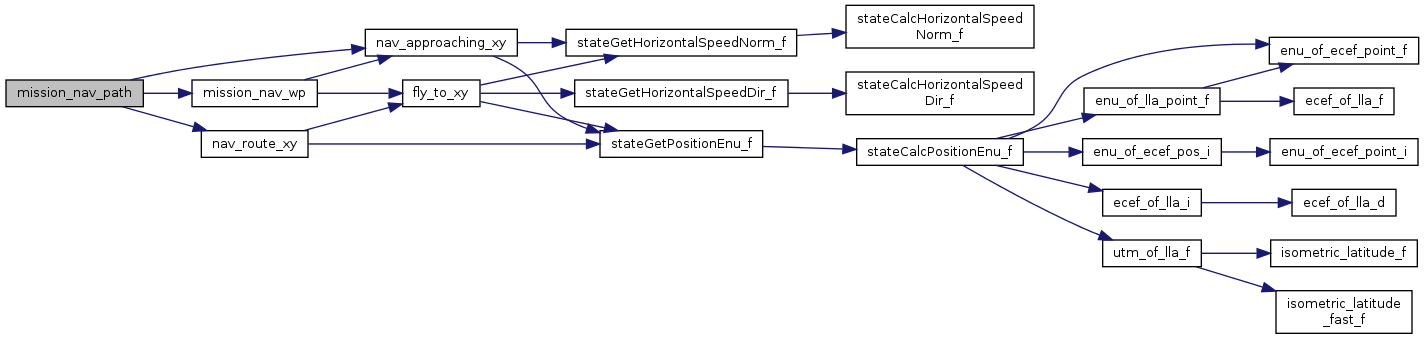 mission_nav_path
nav_approaching_xy
mission_nav_wp
nav_route_xy
fly_to_xy
stateGetHorizontalSpeedNorm_f
stateGetHorizontalSpeedDir_f
stateGetPositionEnu_f
stateCalcHorizontalSpeed
Norm_f
stateCalcHorizontalSpeed
Dir_f
stateCalcPositionEnu_f
enu_of_lla_point_f
enu_of_ecef_pos_i
ecef_of_lla_i
utm_of_lla_f
enu_of_ecef_point_f
ecef_of_lla_f
enu_of_ecef_point_i
ecef_of_lla_d
isometric_latitude_f
isometric_latitude
_fast_f